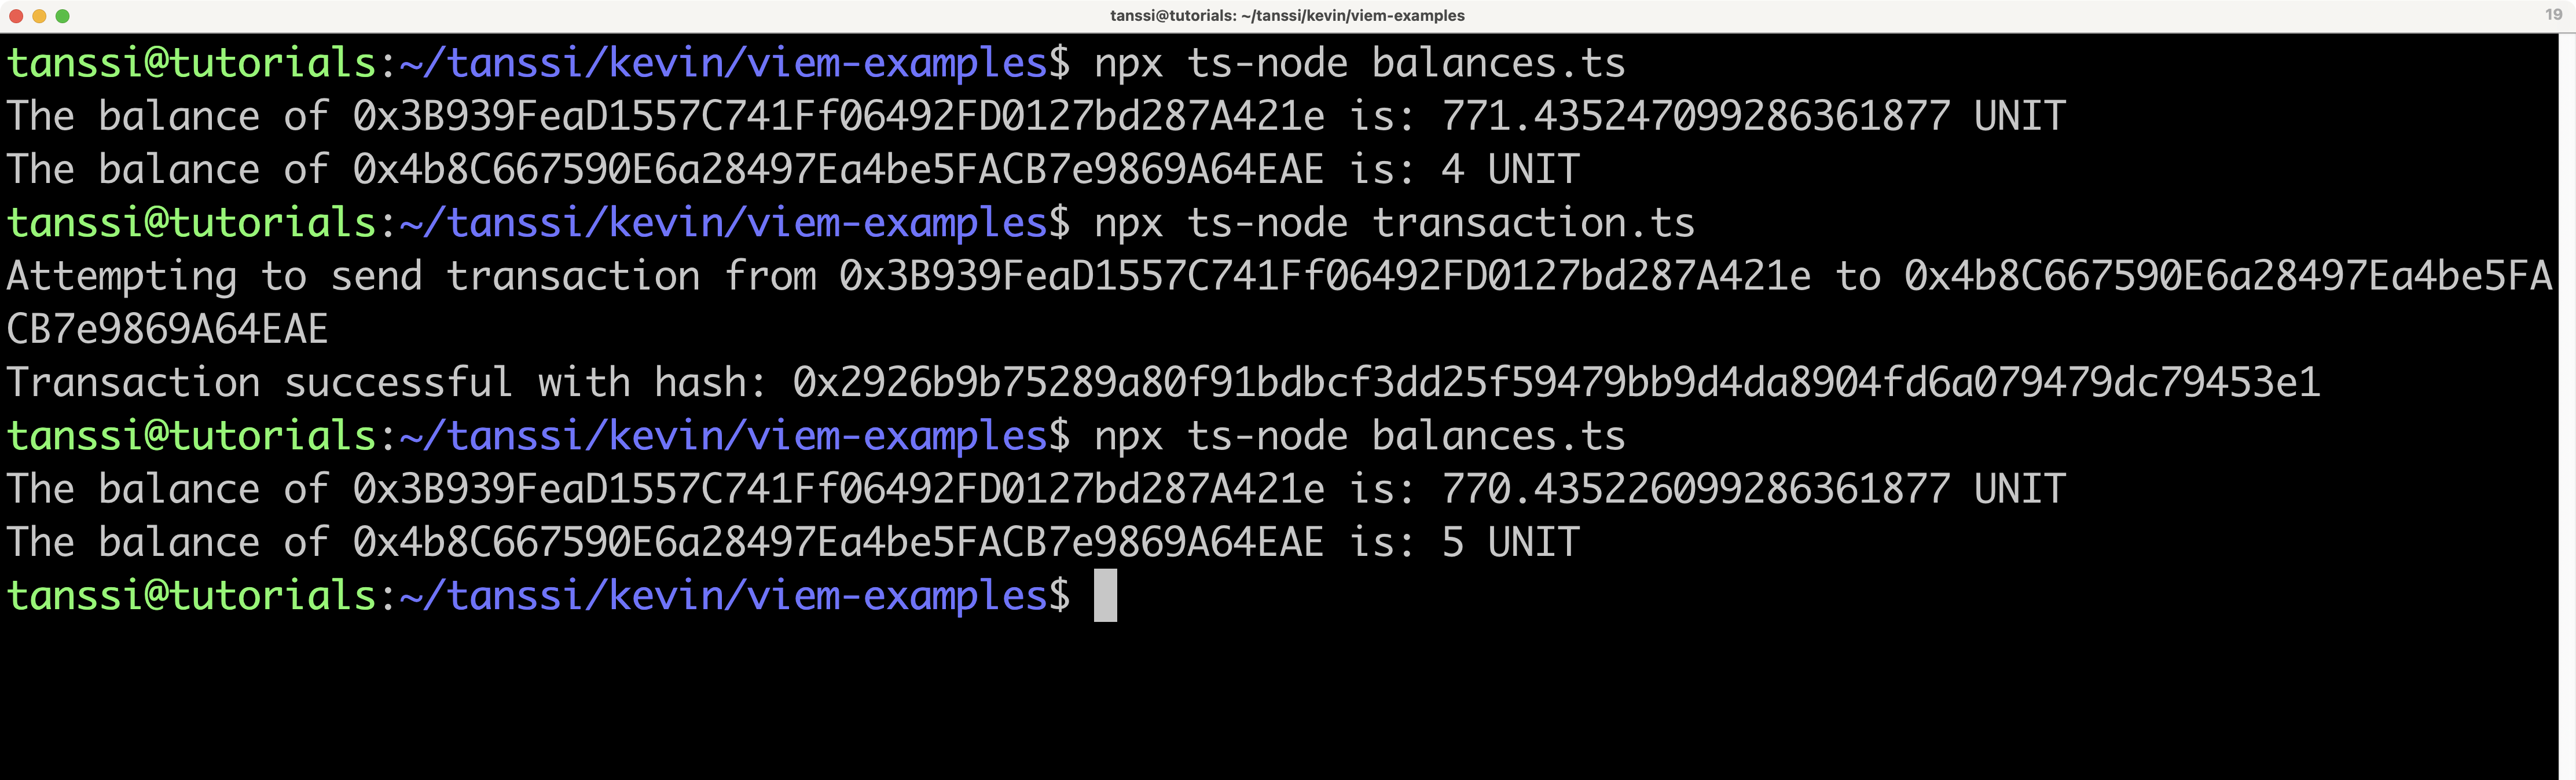 tanssi@tutorials: ~/tanssi/kevin/viem-examples
19
tanssi@tutorials:~/tanssi/kevin/viem-examples$ npx ts-node balances.ts
The balance of 0x3B939FeaD1557C741Ff06492FD0127bd287A421e is: 771.435247099286361877 UNIT
The balance of 0x4b8C667590E6a28497Ea4be5FACB7e9869A64EAE is: 4 UNIT
tanssi@tutorials:~/tanssi/kevin/viem-examples$ npx ts-node transaction.ts
Attempting to send transaction from 0x3B939FeaD1557C741Ff06492FD0127bd287A421e to 0x4b8C667590E6a28497Ea4be5FA
CB7e9869A64EAE
Transaction successful with hash: 0x2926b9b75289a80f91bdbcf3dd25f59479bb9d4da8904fd6a079479dc79453e1
tanssi@tutorials:~/tanssi/kevin/viem-examples$ npx ts-node balances.ts
The balance of 0x3B939FeaD1557C741Ff06492FD0127bd287A421e is: 770.435226099286361877 UNIT
The balance of 0x4b8C667590E6a28497Ea4be5FACB7e9869A64EAE is: 5 UNIT
tanssi@tutorials:~/tanssi/kevin/viem-examples$